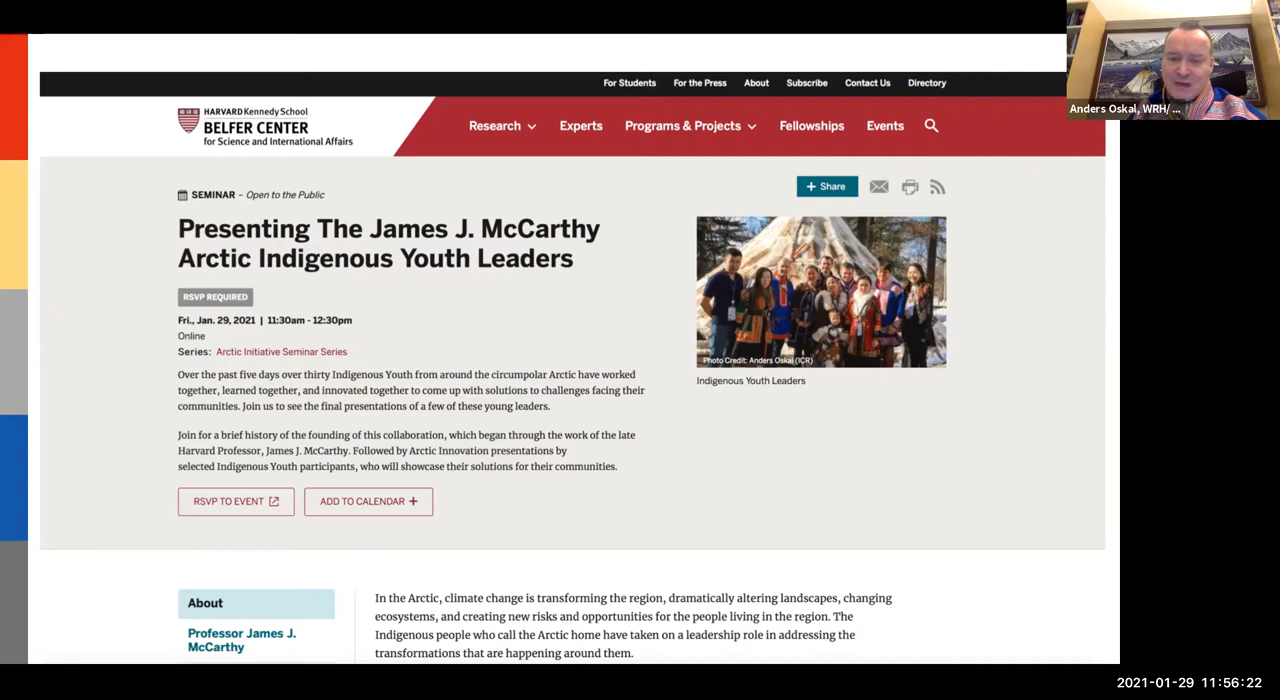 For Students For the Press About Subscribe Contact Us Directory
HARVARD Kennedy School
BELFER CENTER
for Science and International Affairs
Research Experts Programs & Projects Fellowships Events
Anders Oskal, WRH/ ...
SEMINAR - Open to the Public
+ Share
Presenting The James J. McCarthy
Arctic Indigenous Youth Leaders
RSVP REQUIRED
Fri., Jan. 29, 2021 | 11:30am - 12:30pm
Online
Series: Arctic Initiative Seminar Series
Over the past five days over thirty Indigenous Youth from around the circumpolar Arctic have worked
together, learned together, and innovated together to come up with solutions to challenges facing their
communities. Join us to see the final presentations of a few of these young leaders.
Join for a brief history of the founding of this collaboration, which began through the work of the late
Harvard Professor, James J. McCarthy. Followed by Arctic Innovation presentations by
selected Indigenous Youth participants, who will showcase their solutions for their communities.
RSVP TO EVENT ADD TO CALENDAR +
Photo Credit: Anders Oskal (ICR)
Indigenous Youth Leaders
About
Professor James J.
McCarthy
In the Arctic, climate change is transforming the region, dramatically altering landscapes, changing
ecosystems, and creating new risks and opportunities for the people living in the region. The
Indigenous people who call the Arctic home have taken on a leadership role in addressing the
transformations that are happening around them.
2021-01-29 11:56:22